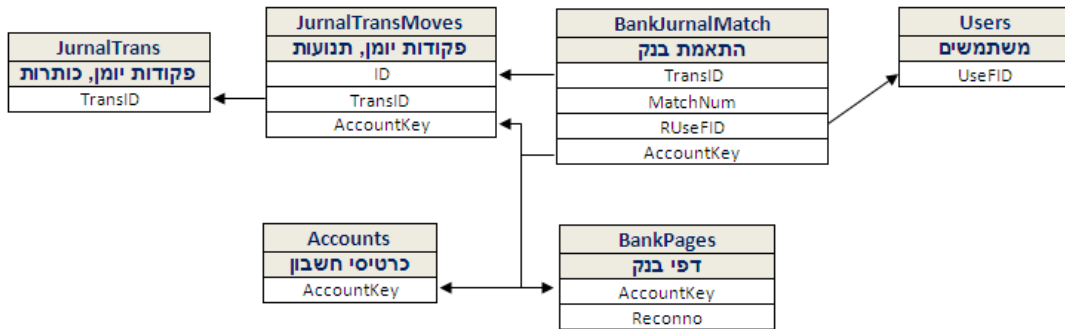 JurnalTrans
פקודות יומן, כותרות
TransID
JurnalTransMoves
פקודות יומן, תנועות
ID
TransID
AccountKey
BankJurnalMatch
התאמת בנק
TransID
MatchNum
RUseFID
AccountKey
Users
משתמשים
UseFID
Accounts
כרטיסי חשבון
AccountKey
BankPages
דפי בנק
AccountKey
Reconno